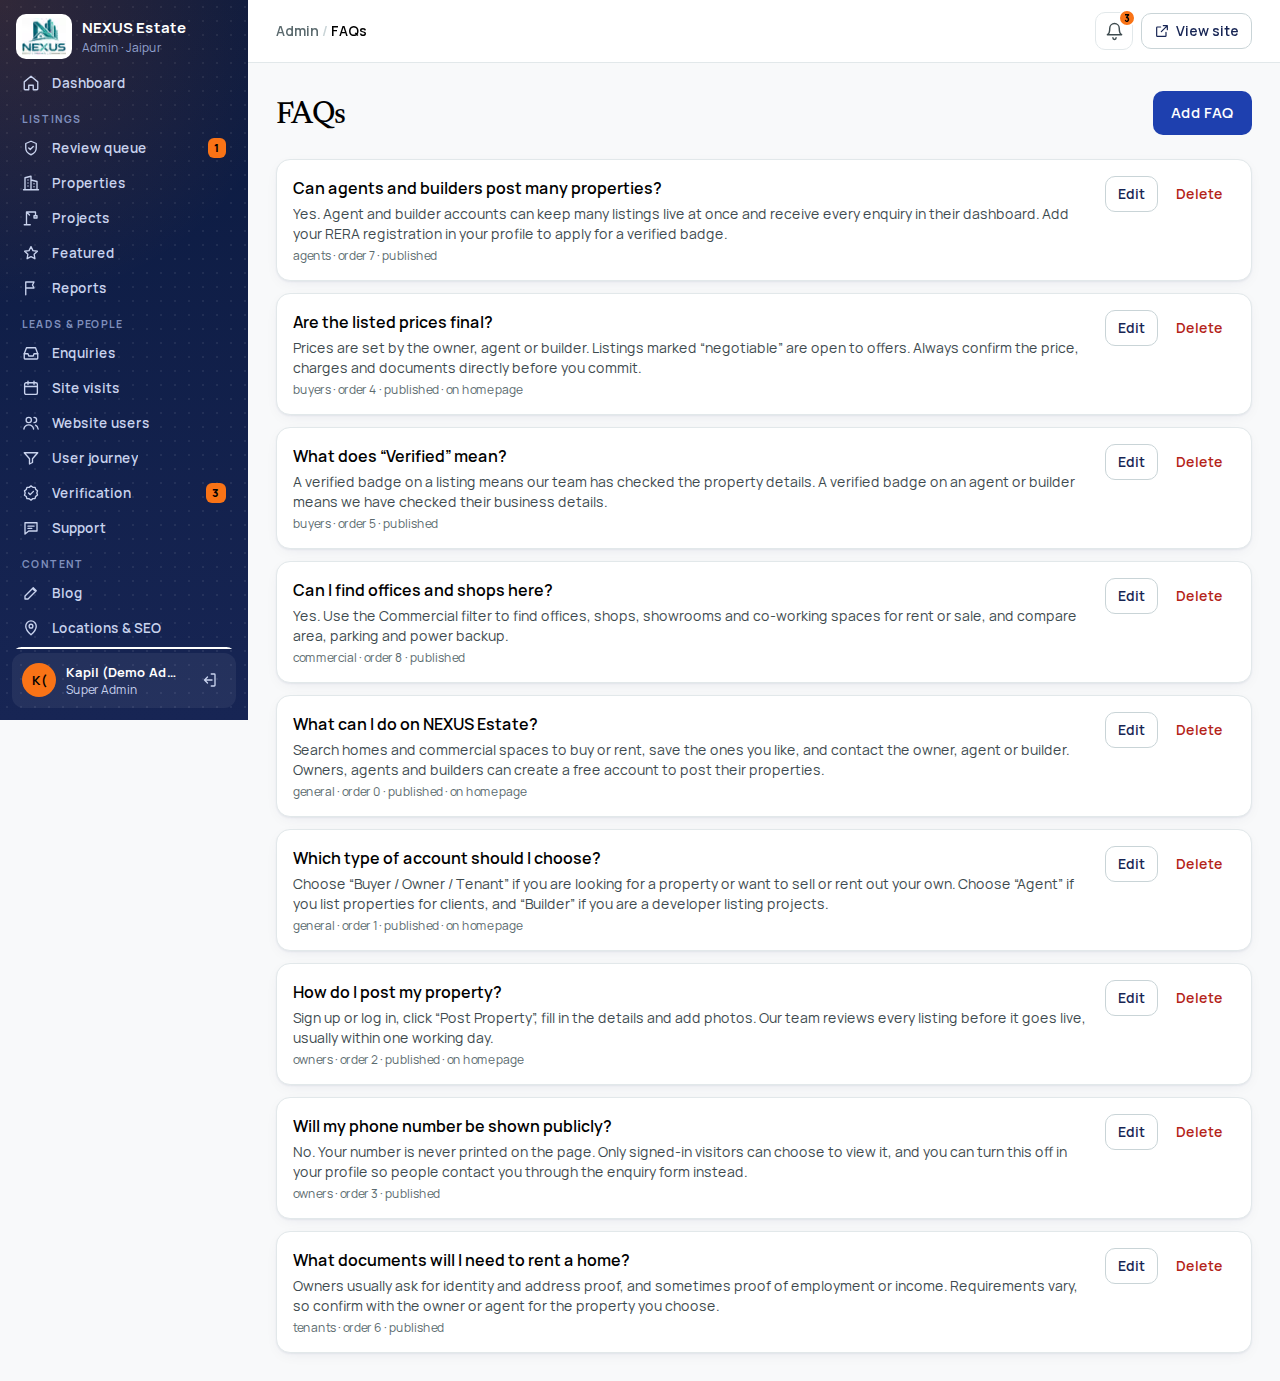 NEXUS
NEXUS Estate
Admin · Jaipur
Dashboard
LISTINGS
Review queue 1
Properties
Projects
Featured
Reports
LEADS & PEOPLE
Enquiries
Site visits
Website users
User journey
Verification 3
Support
CONTENT
Blog
Locations & SEO
K(
Kapil (Demo Ad...
Super Admin
Admin / FAQs
3
View site
FAQs
Add FAQ
Can agents and builders post many properties?
Yes. Agent and builder accounts can keep many listings live at once and receive every enquiry in their dashboard. Add
your RERA registration in your profile to apply for a verified badge.
agents · order 7 · published
Edit Delete
Are the listed prices final?
Prices are set by the owner, agent or builder. Listings marked “negotiable” are open to offers. Always confirm the price,
charges and documents directly before you commit.
buyers · order 4 · published · on homepage
Edit Delete
What does “Verified” mean?
A verified badge on a listing means our team has checked the property details. A verified badge on an agent or builder
means we have checked their business details.
buyers · order 5 · published
Edit Delete
Can I find offices and shops here?
Yes. Use the Commercial filter to find offices, shops, showrooms and co-working spaces for rent or sale, and compare
area, parking and power backup.
commercial · order 8 · published
Edit Delete
What can I do on NEXUS Estate?
Search homes and commercial spaces to buy or rent, save the ones you like, and contact the owner, agent or builder.
Owners, agents and builders can create a free account to post their properties.
general · order 0 · published · on homepage
Edit Delete
Which type of account should I choose?
Choose “Buyer / Owner / Tenant” if you are looking for a property or want to sell or rent out your own. Choose “Agent” if
you list properties for clients, and “Builder” if you are a developer listing projects.
general · order 1 · published · on homepage
Edit Delete
How do I post my property?
Sign up or log in, click “Post Property”, fill in the details and add photos. Our team reviews every listing before it goes live,
usually within one working day.
owners · order 2 · published · on homepage
Edit Delete
Will my phone number be shown publicly?
No. Your number is never printed on the page. Only signed-in visitors can choose to view it, and you can turn this off in
your profile so people contact you through the enquiry form instead.
owners · order 3 · published
Edit Delete
What documents will I need to rent a home?
Owners usually ask for identity and address proof, and sometimes proof of employment or income. Requirements vary,
so confirm with the owner or agent for the property you choose.
tenants · order 6 · published
Edit Delete